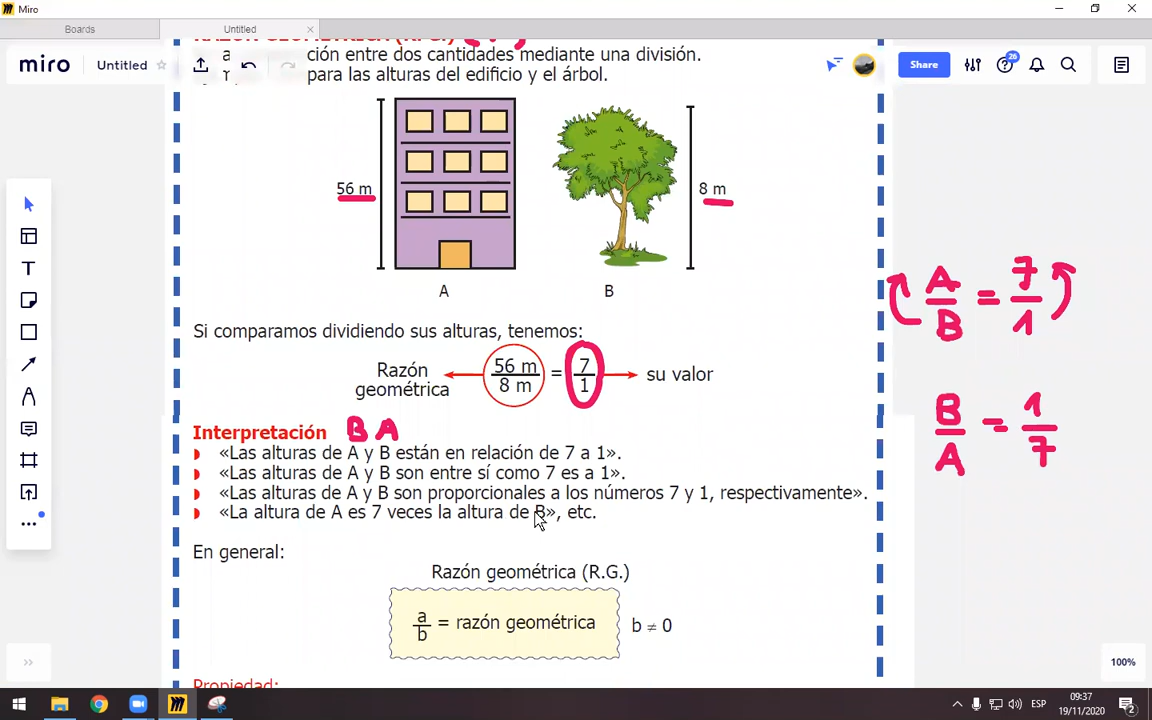 Miro
Boards
Untitled
miro
Untitled
Share
26
ción entre dos cantidades mediante una división.
para las alturas del edificio y el árbol.
56 m
8 m
A
B
Si comparamos dividiendo sus alturas, tenemos:
Razón geométrica
56 m
8 m
=
7
1
su valor
A/B = 7/1
B/A = 1/7
B A
Interpretación
«Las alturas de A y B están en relación de 7 a 1».
«Las alturas de A y B son entre sí como 7 es a 1».
«Las alturas de A y B son proporcionales a los números 7 y 1, respectivamente».
«La altura de A es 7 veces la altura de B», etc.
En general:
Razón geométrica (R.G.)
a/b = razón geométrica
b ≠ 0
Propiedad:
100%
ESP
09:37
19/11/2020
2